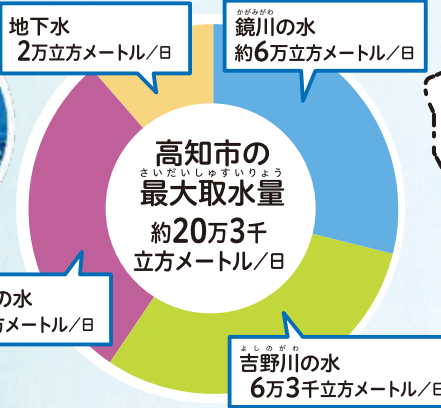 地下水
2万立方メートル／日
かがみがわ
鏡川の水
約6万立方メートル／日
高知市の
さいだいしゅすいりょう
最大取水量
約20万3千
立方メートル／日
の水
メートル／日
よしのがわ
吉野川の水
6万3千立方メートル／日